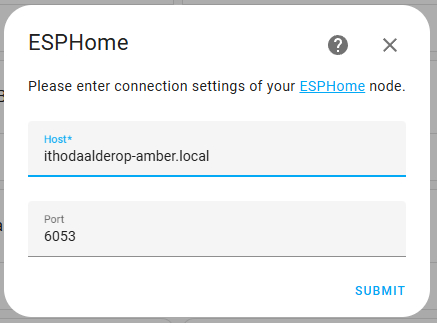 ESPHome
Please enter connection settings of your ESPHome node.
Host*
ithodaalderop-amber.local
Port
6053
SUBMIT